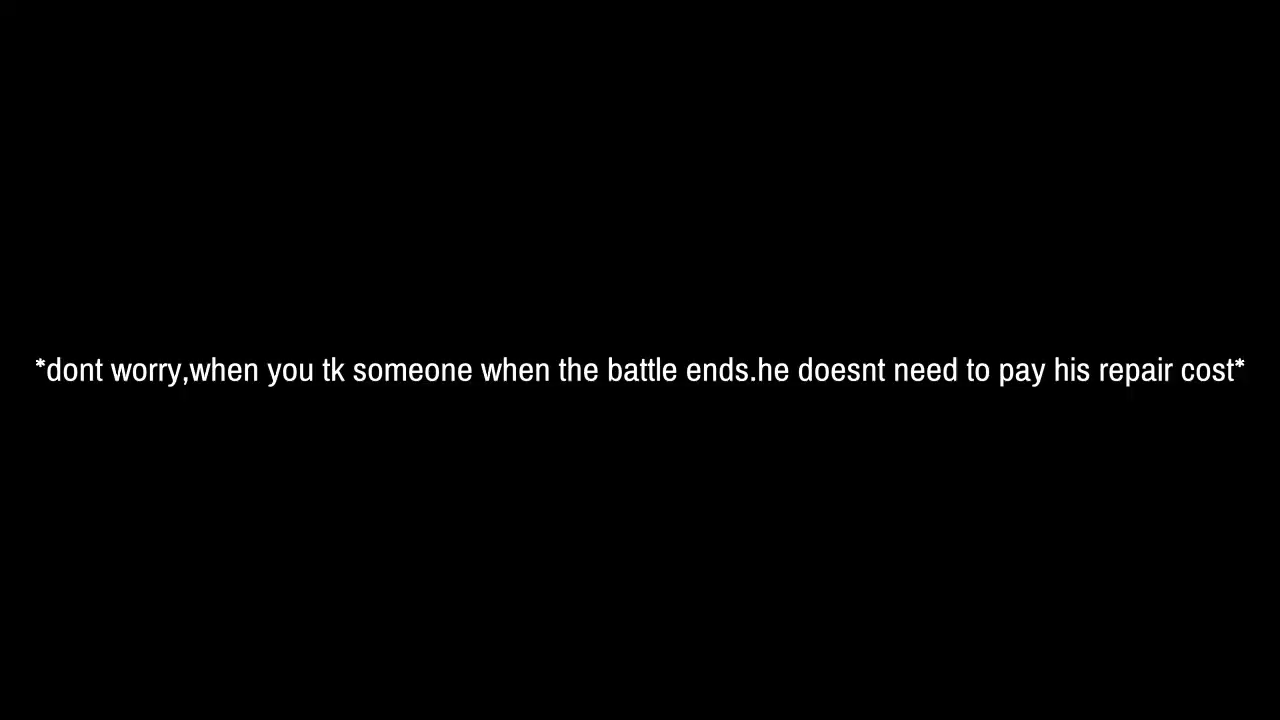 *dont worry,when you tk someone when the battle ends.he doesnt need to pay his repair cost*